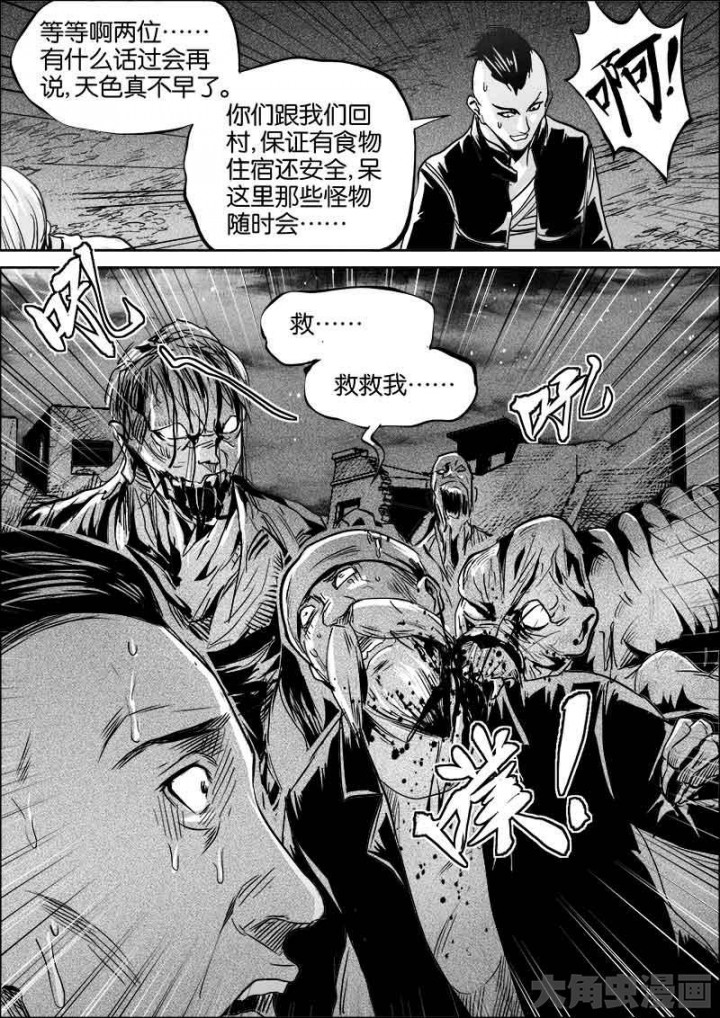 等等啊两位……
有什么话过会再
说,天色真不早了。
你们跟我们回
村,保证有食物
住宿还安全,呆
这里那些怪物
随时会……
啊!
吼
救……
救救我……
吼
噗!
大角虫漫画